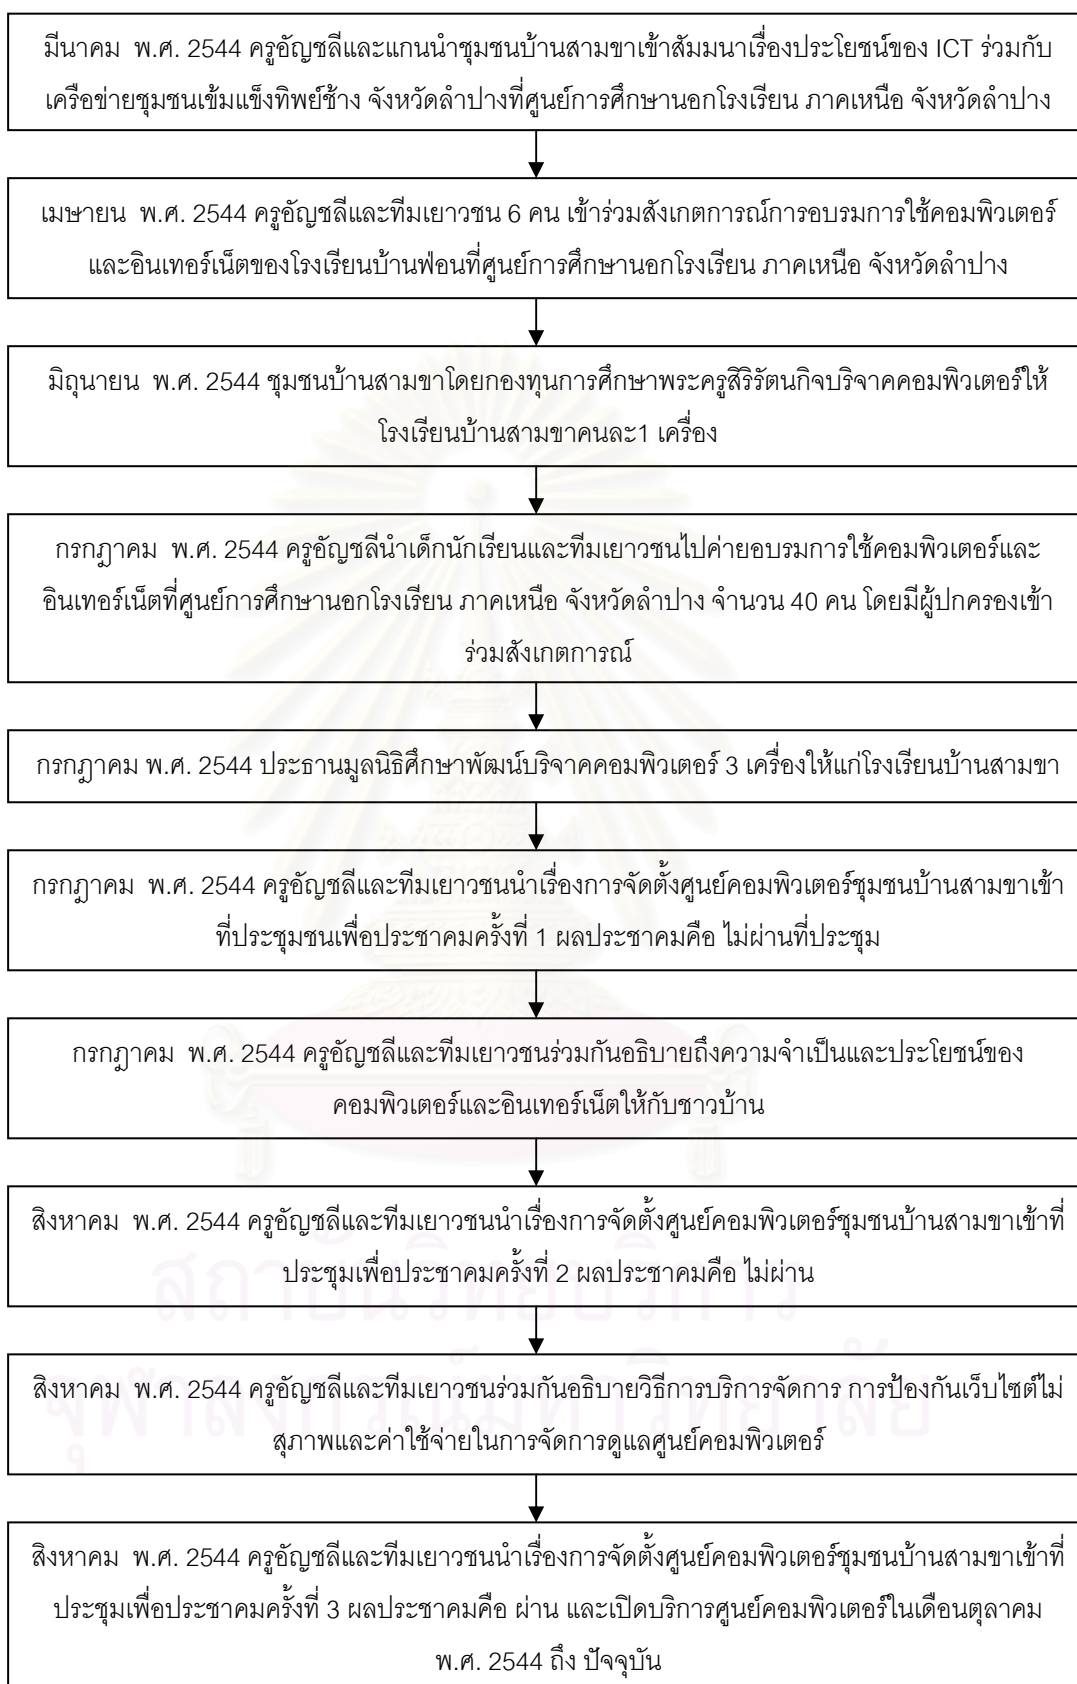 มีนาคม พ.ศ. 2544 ครูอัญชลีและแกนนำชุมชนบ้านสามขาเข้าสัมมนาเรื่องประโยชน์ของ ICT ร่วมกับ
เครือข่ายชุมชนเข้มแข็งทิพย์ช้าง จังหวัดลำปางที่ศูนย์การศึกษานอกโรงเรียน ภาคเหนือ จังหวัดลำปาง
เมษายน พ.ศ. 2544 ครูอัญชลีและทีมเยาวชน 6 คน เข้าร่วมสังเกตการณ์การอบรมการใช้คอมพิวเตอร์
และอินเทอร์เน็ตของโรงเรียนบ้านฟ่อนที่ศูนย์การศึกษานอกโรงเรียน ภาคเหนือ จังหวัดลำปาง
มิถุนายน พ.ศ. 2544 ชุมชนบ้านสามขาโดยกองทุนการศึกษาพระครูสิริรัตนกิจบริจาคคอมพิวเตอร์ให้
โรงเรียนบ้านสามขาคนละ1 เครื่อง
กรกฎาคม พ.ศ. 2544 ครูอัญชลีนำเด็กนักเรียนและทีมเยาวชนไปค่ายอบรมการใช้คอมพิวเตอร์และ
อินเทอร์เน็ตที่ศูนย์การศึกษานอกโรงเรียน ภาคเหนือ จังหวัดลำปาง จำนวน 40 คน โดยมีผู้ปกครองเข้า
ร่วมสังเกตการณ์
กรกฎาคม พ.ศ. 2544 ประธานมูลนิธิศึกษาพัฒน์บริจาคคอมพิวเตอร์ 3 เครื่องให้แก่โรงเรียนบ้านสามขา
กรกฎาคม พ.ศ. 2544 ครูอัญชลีและทีมเยาวชนนำเรื่องการจัดตั้งศูนย์คอมพิวเตอร์ชุมชนบ้านสามขาเข้า
ที่ประชุมชนเพื่อประชาคมครั้งที่ 1 ผลประชาคมคือ ไม่ผ่านที่ประชุม
กรกฎาคม พ.ศ. 2544 ครูอัญชลีและทีมเยาวชนร่วมกันอธิบายถึงความจำเป็นและประโยชน์ของ
คอมพิวเตอร์และอินเทอร์เน็ตให้กับชาวบ้าน
สิงหาคม พ.ศ. 2544 ครูอัญชลีและทีมเยาวชนนำเรื่องการจัดตั้งศูนย์คอมพิวเตอร์ชุมชนบ้านสามขาเข้าที่
ประชุมเพื่อประชาคมครั้งที่ 2 ผลประชาคมคือ ไม่ผ่าน
สถาบันวิทยบริการ
สิงหาคม พ.ศ. 2544 ครูอัญชลีและทีมเยาวชนร่วมกันอธิบายวิธีการบริการจัดการ การป้องกันเว็บไซต์ไม่
สุภาพและค่าใช้จ่ายในการจัดการดูแลศูนย์คอมพิวเตอร์
จุฬาลงกรณ์มหาวิทยาลัย
สิงหาคม พ.ศ. 2544 ครูอัญชลีและทีมเยาวชนนำเรื่องการจัดตั้งศูนย์คอมพิวเตอร์ชุมชนบ้านสามขาเข้าที่
ประชุมเพื่อประชาคมครั้งที่ 3 ผลประชาคมคือ ผ่าน และเปิดบริการศูนย์คอมพิวเตอร์ในเดือนตุลาคม
พ.ศ. 2544 ถึง ปัจจุบัน